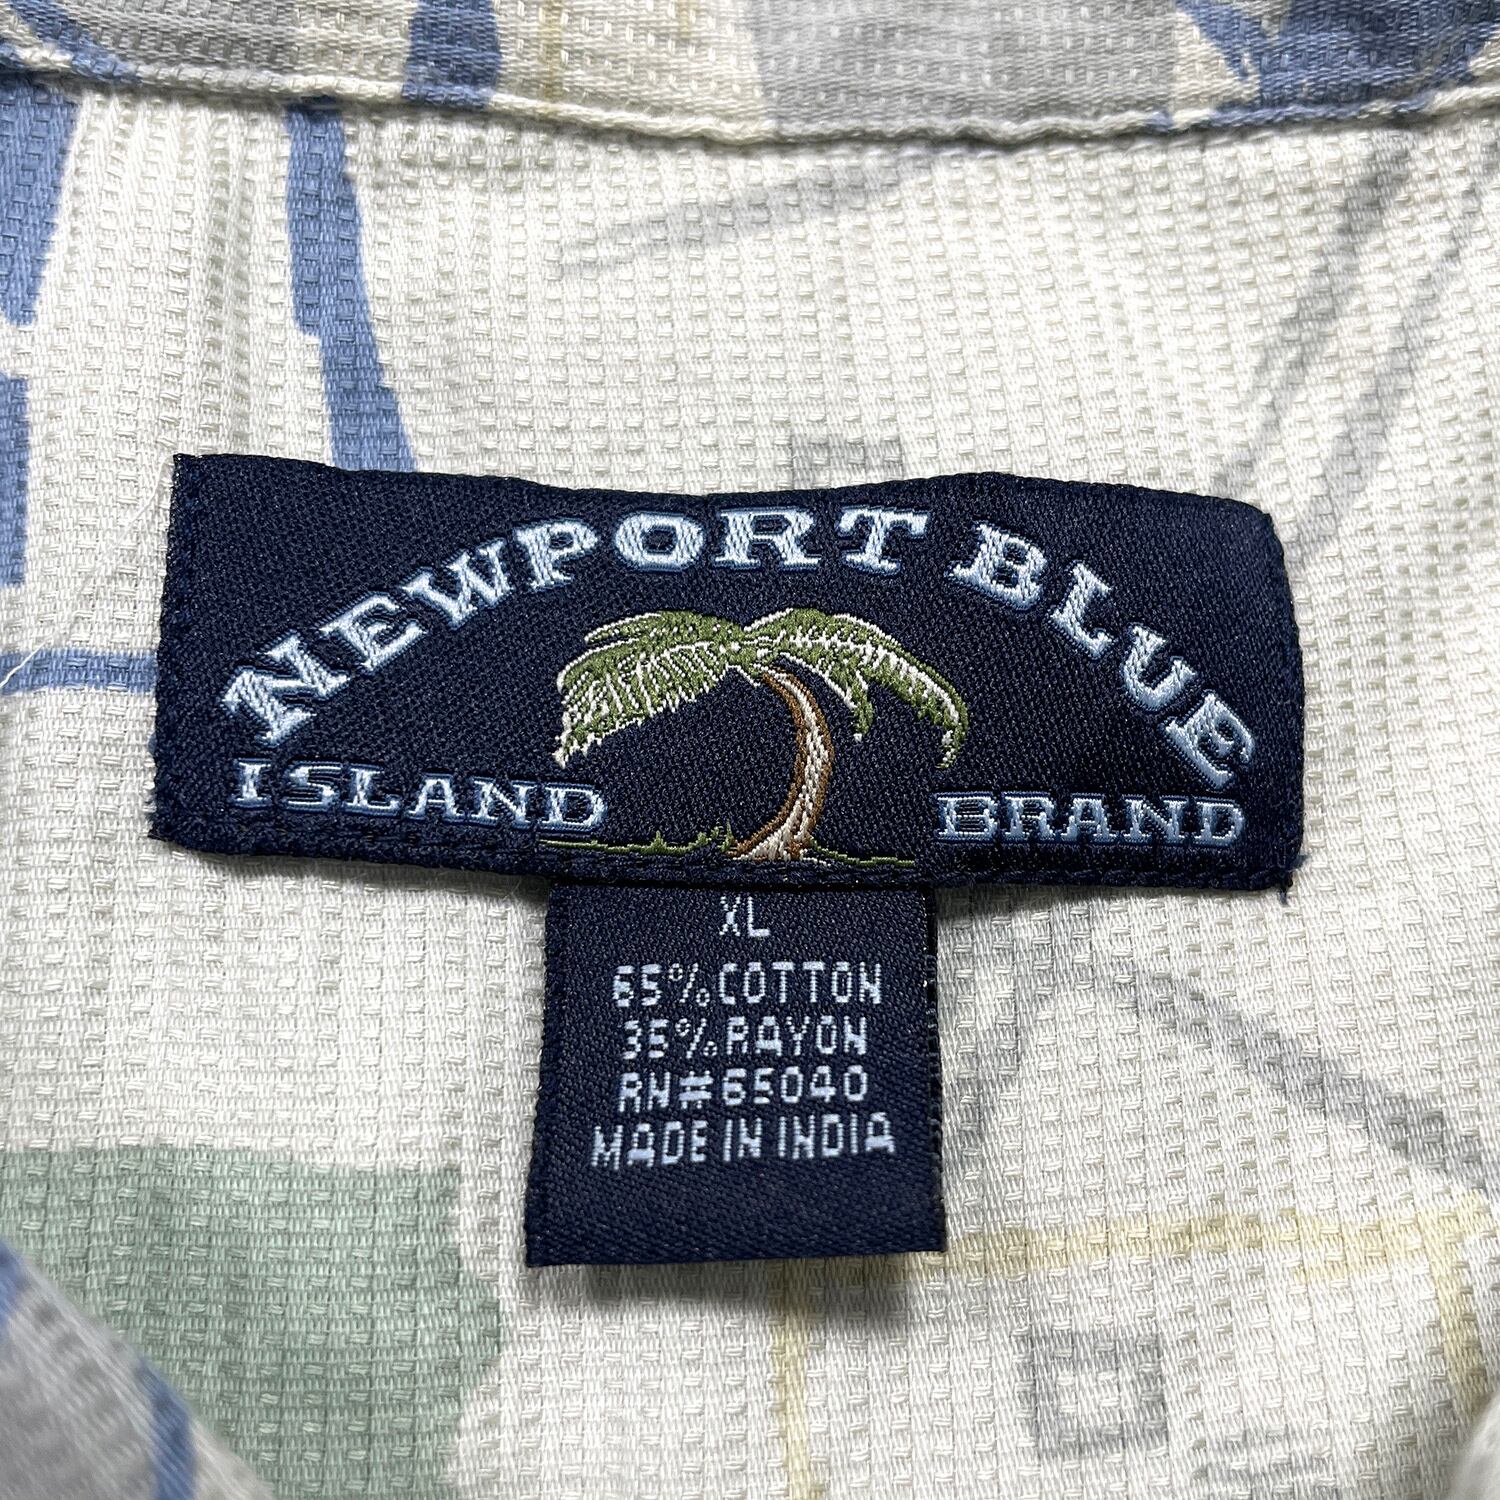 NEWPORT BLUE
ISLAND BRAND
XL
65% COTTON
35% RAYON
RN#65040
MADE IN INDIA